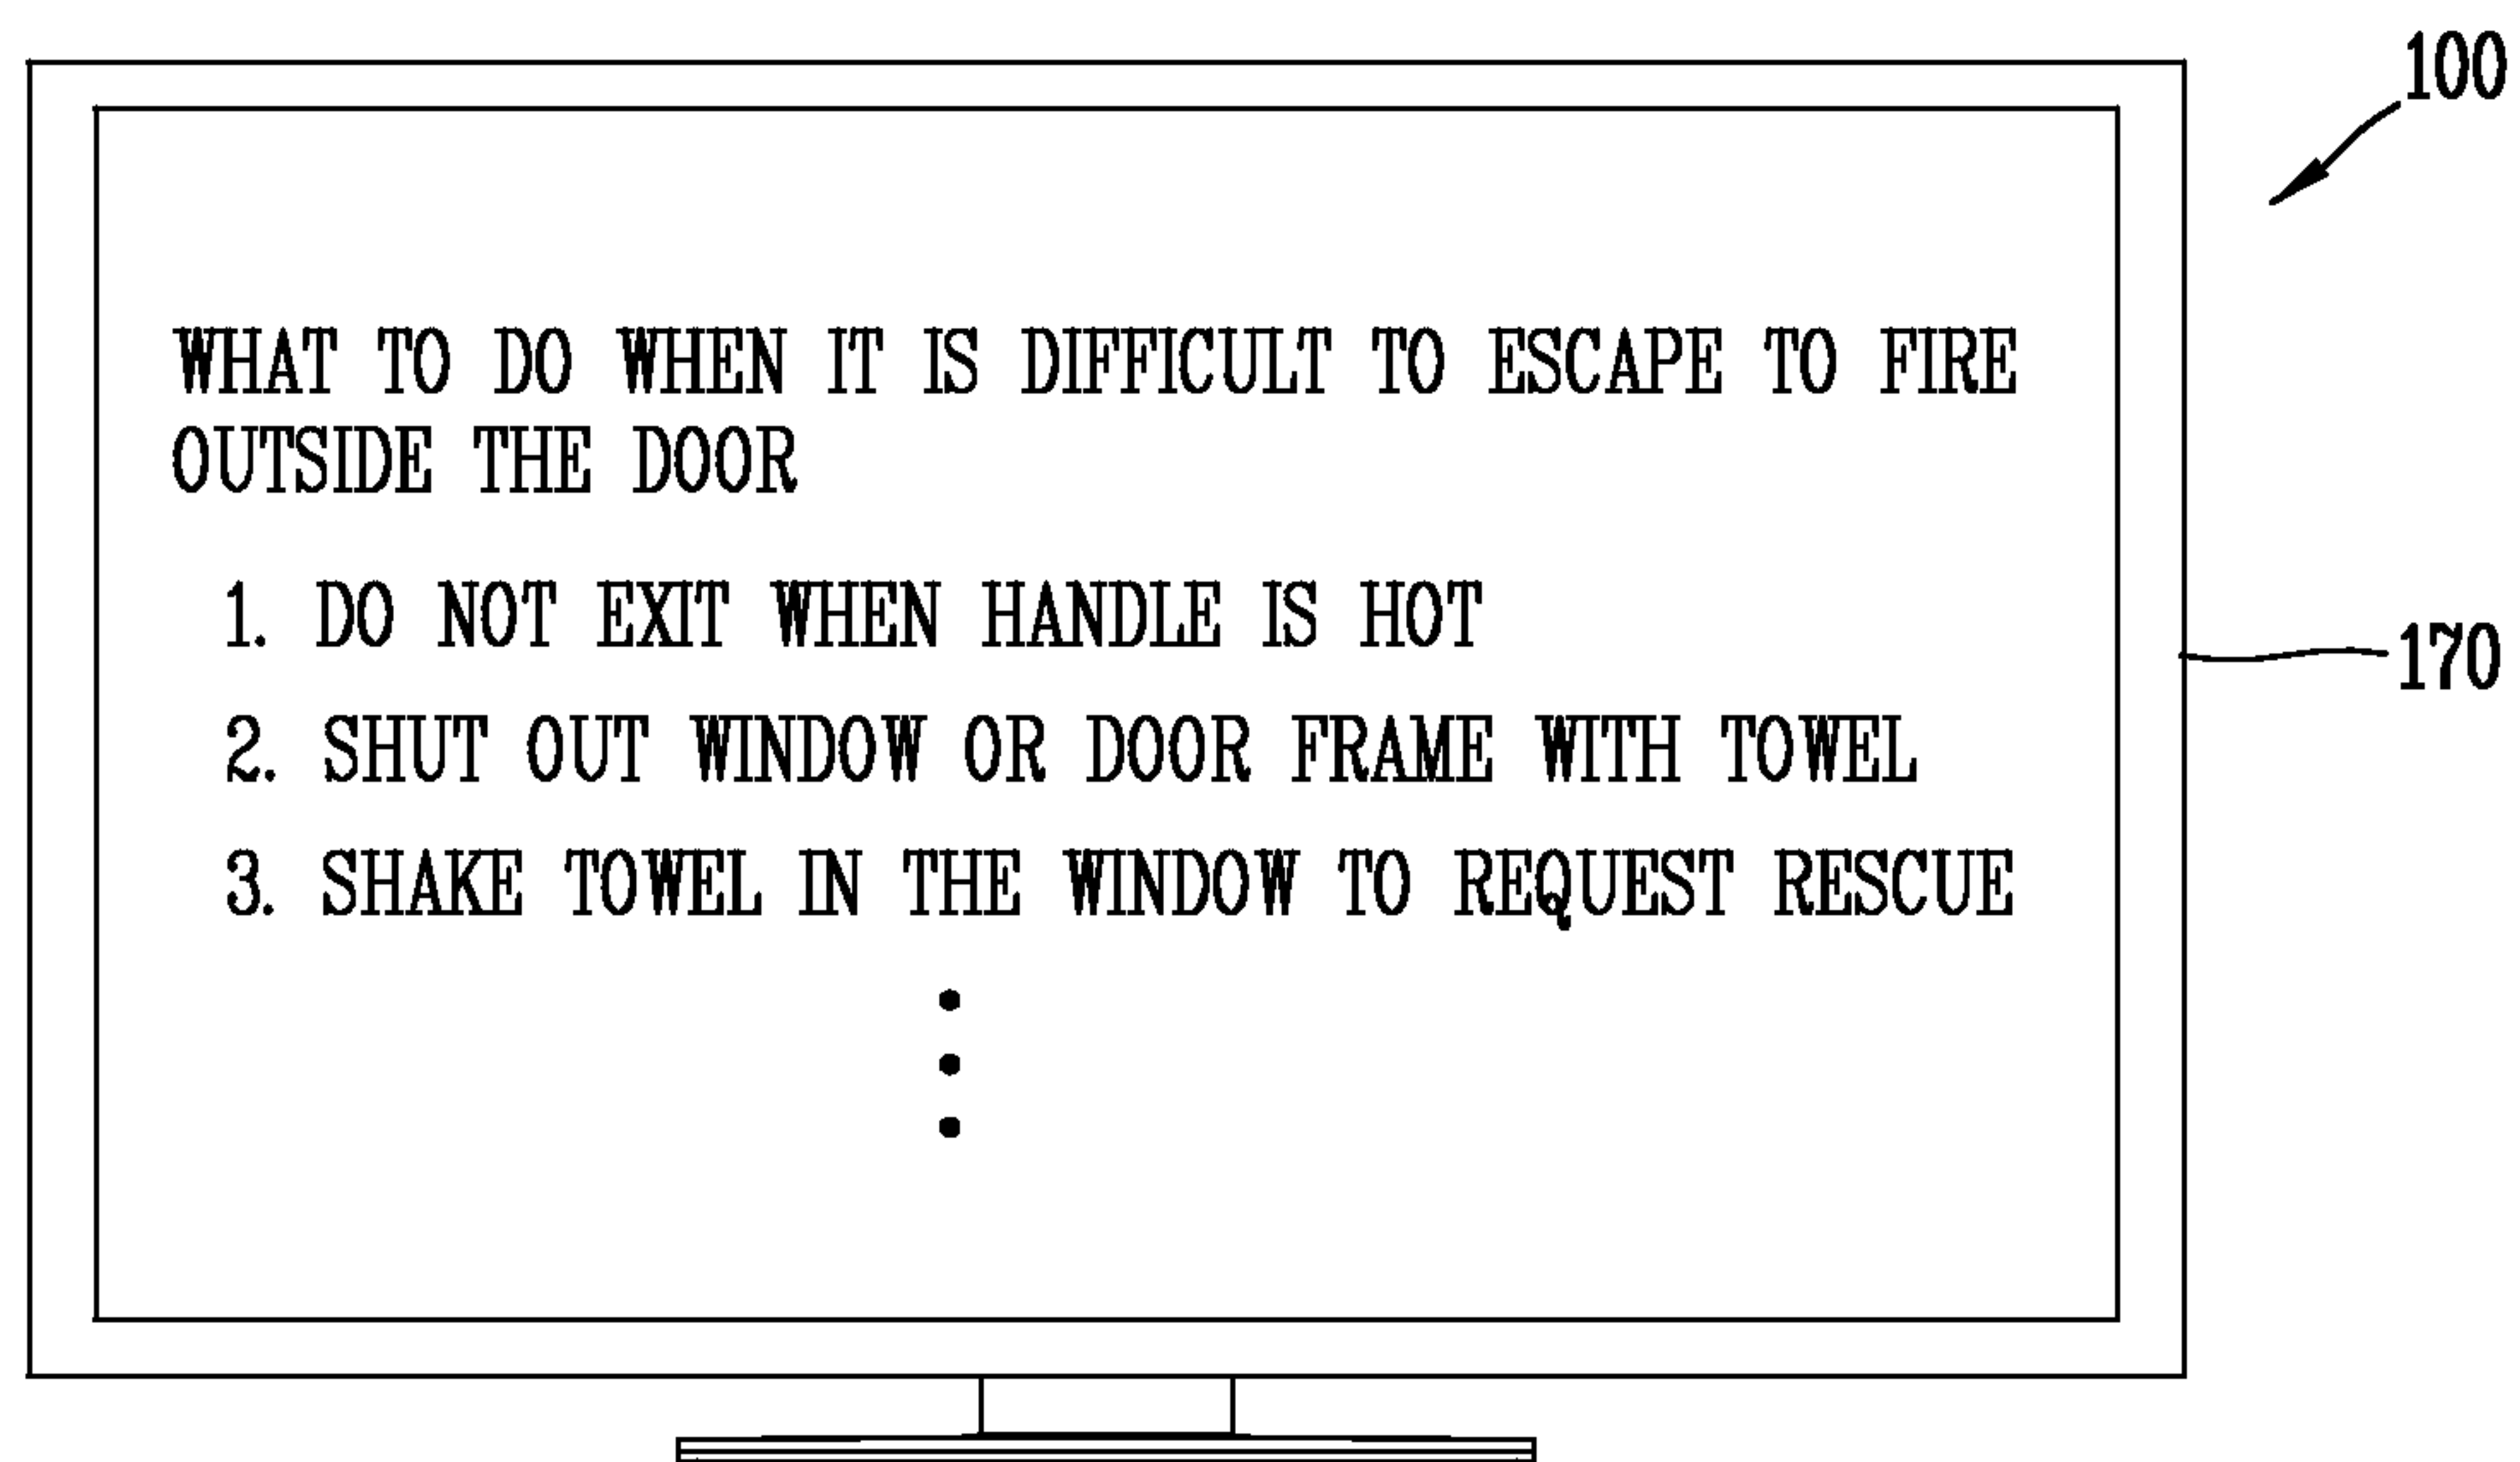 100
WHAT TO DO WHEN IT IS DIFFICULT TO ESCAPE TO FIRE
OUTSIDE THE DOOR
1. DO NOT EXIT WHEN HANDLE IS HOT
170
2. SHUT OUT WINDOW OR DOOR FRAME WITH TOWEL
3. SHAKE TOWEL IN THE WINDOW TO REQUEST RESCUE